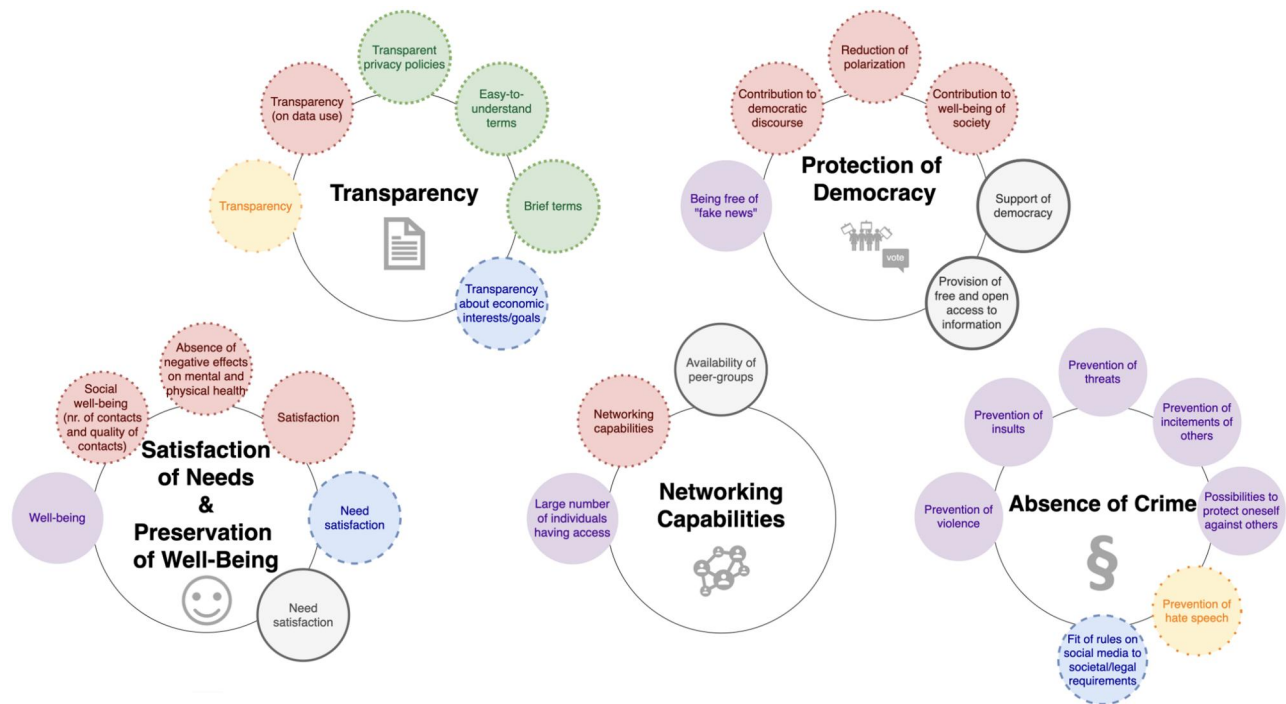 Transparent
privacy policies
Transparency
(on data use)
Easy-to-
understand
terms
Transparency
Brief terms
Transparency
about economic
interests/goals
Transparency
Reduction of
polarization
Contribution to
democratic
discourse
Contribution to
well-being of
society
Being free of
"fake news"
Support of
democracy
Provision of
free and open
access to
information
Protection of
Democracy
vote
Absence of
negative effects
on mental and
physical health
Social
well-being
(nr. of contacts
and quality of
contacts)
Satisfaction
Well-being
Need
satisfaction
Need
satisfaction
Satisfaction
of Needs
&
Preservation
of Well-Being
Availability of
peer-groups
Networking
capabilities
Large number
of individuals
having access
Networking
Capabilities
Prevention of
threats
Prevention of
insults
Prevention of
incitements of
others
Prevention of
violence
Possibilities to
protect oneself
against others
Prevention of
hate speech
Fit of rules on
social media to
societal/legal
requirements
Absence of Crime
§